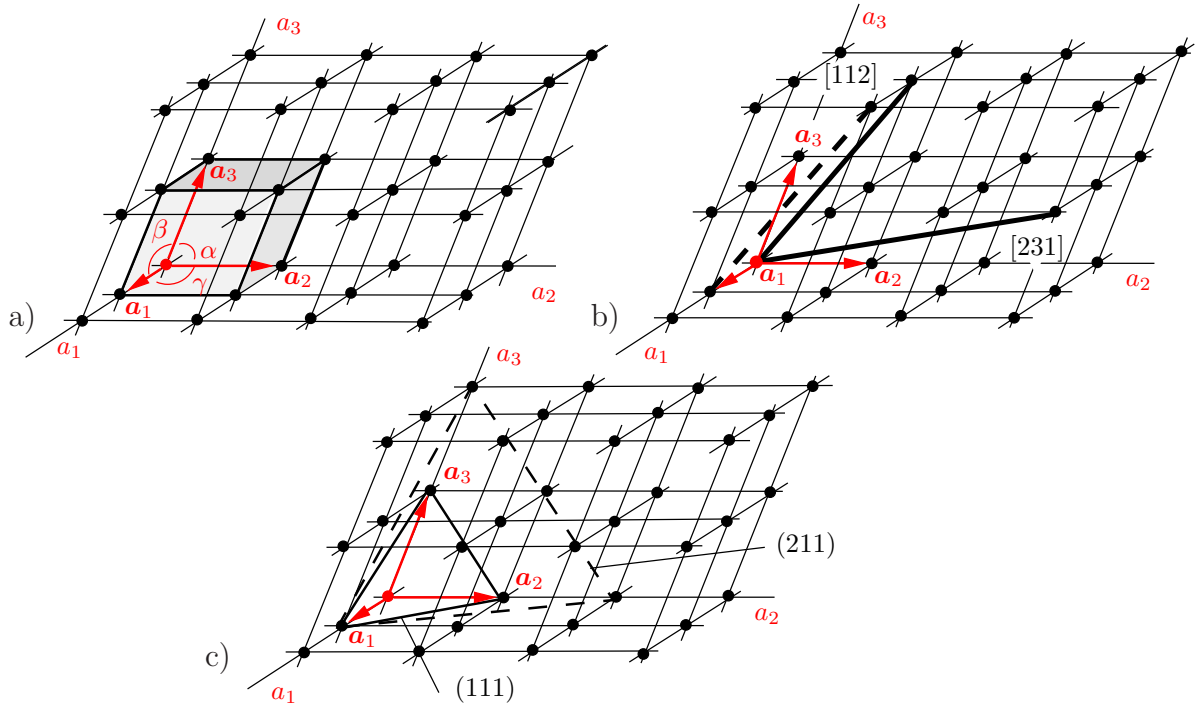 a₃
a₃
β
α
γ
a₂
a₁
a₂
a)
a₁
a₃
[112]
a₃
[231]
a₁
a₂
a₂
b)
a₁
a₃
a₃
(211)
a₂
a₂
a₁
c)
(111)
a₁